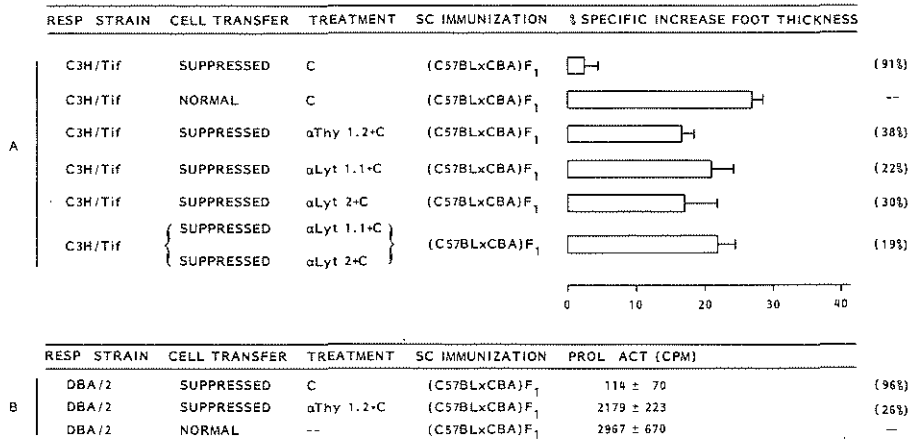 RESP STRAIN CELL TRANSFER TREATMENT SC IMMUNIZATION % SPECIFIC INCREASE FOOT THICKNESS
C3H/Tif SUPPRESSED C (C57BLxCBA)F1 (91%)
C3H/Tif NORMAL C (C57BLxCBA)F1 --
C3H/Tif SUPPRESSED αThy 1.2+C (C57BLxCBA)F1 (38%)
A
C3H/Tif SUPPRESSED αLyt 1.1+C (C57BLxCBA)F1 (22%)
C3H/Tif SUPPRESSED αLyt 2+C (C57BLxCBA)F1 (30%)
SUPPRESSED αLyt 1.1+C
C3H/Tif { } (C57BLxCBA)F1 (19%)
SUPPRESSED αLyt 2+C
0 10 20 30 40
RESP STRAIN CELL TRANSFER TREATMENT SC IMMUNIZATION PROL ACT (CPM)
DBA/2 SUPPRESSED C (C57BLxCBA)F1 114 ± 70 (96%)
B DBA/2 SUPPRESSED αThy 1.2+C (C57BLxCBA)F1 2179 ± 223 (26%)
DBA/2 NORMAL -- (C57BLxCBA)F1 2967 ± 670 —